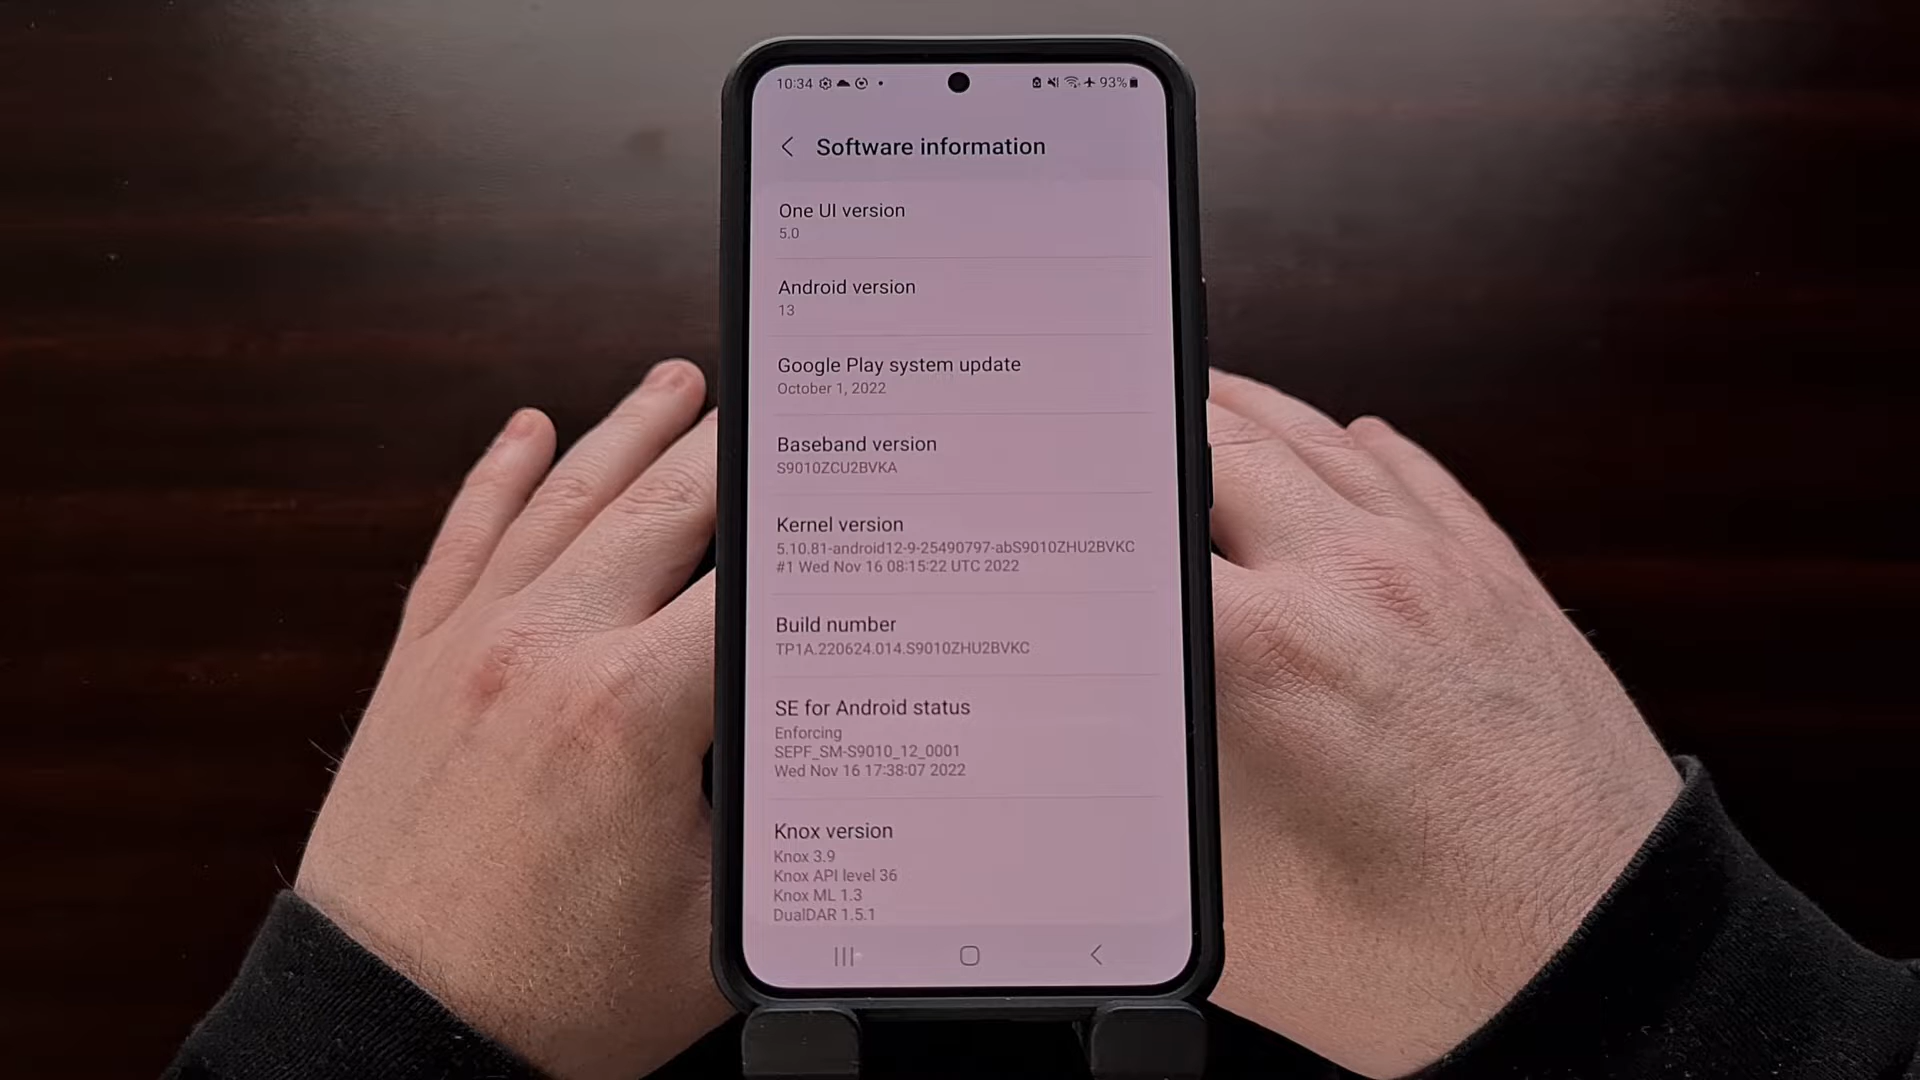 10:34 93%
Software information
One UI version
5.0
Android version
13
Google Play system update
October 1, 2022
Baseband version
S9010ZCU2BVKA
Kernel version
5.10.81-android12-9-25490797-abS9010ZHU2BVKC
#1 Wed Nov 16 08:15:22 UTC 2022
Build number
TP1A.220624.014.S9010ZHU2BVKC
SE for Android status
Enforcing
SEPF_SM-S9010_12_0001
Wed Nov 16 17:38:07 2022
Knox version
Knox 3.9
Knox API level 36
Knox ML 1.3
DualDAR 1.5.1